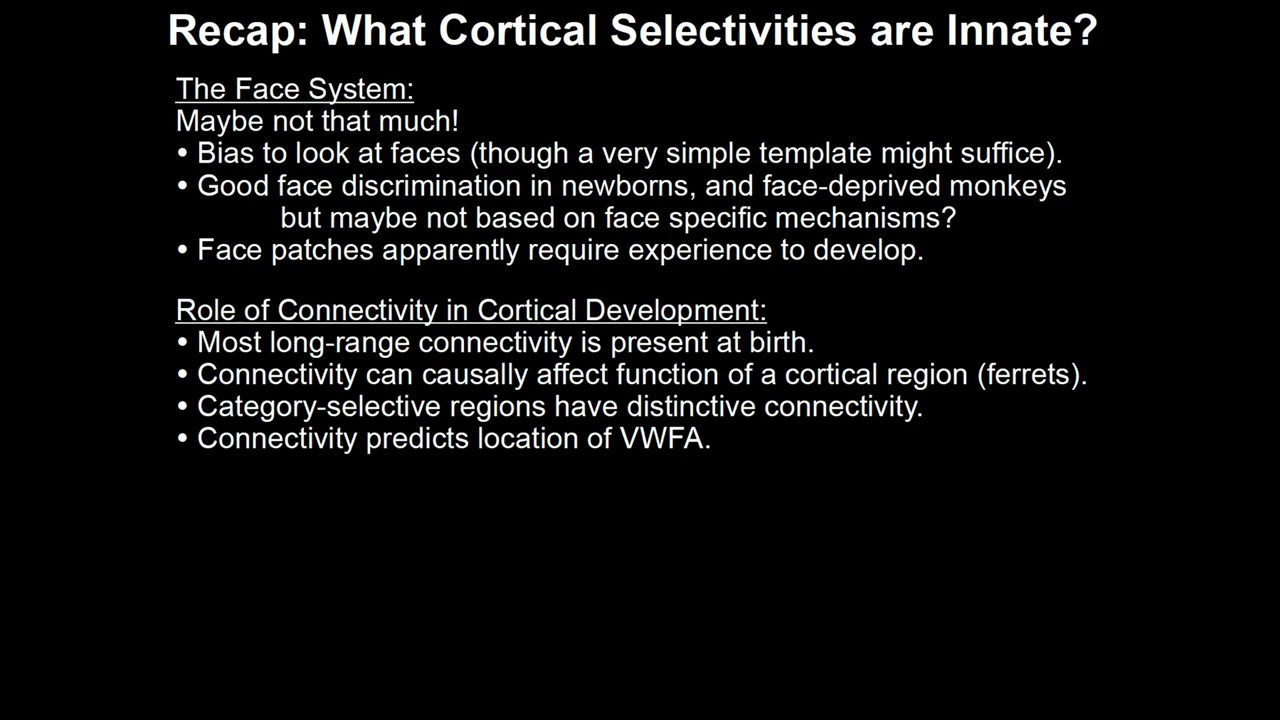 Recap: What Cortical Selectivities are Innate?
The Face System:
Maybe not that much!
• Bias to look at faces (though a very simple template might suffice).
• Good face discrimination in newborns, and face-deprived monkeys
but maybe not based on face specific mechanisms?
• Face patches apparently require experience to develop.
Role of Connectivity in Cortical Development:
• Most long-range connectivity is present at birth.
• Connectivity can causally affect function of a cortical region (ferrets).
• Category-selective regions have distinctive connectivity.
• Connectivity predicts location of VWFA.